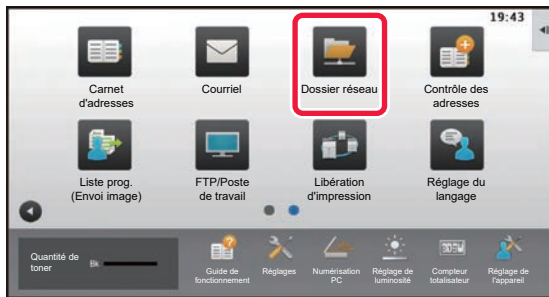 19:43
Carnet
d'adresses
Courriel
Dossier réseau
Contrôle des
adresses
Liste prog.
(Envoi image)
FTP/Poste
de travail
Libération
d'impression
Réglage du
langage
Quantité de
toner
Bk
Guide de
fonctionnement
Réglages
Numérisation
PC
Réglage de
luminosité
Compteur
totalisateur
Réglage de
l'appareil